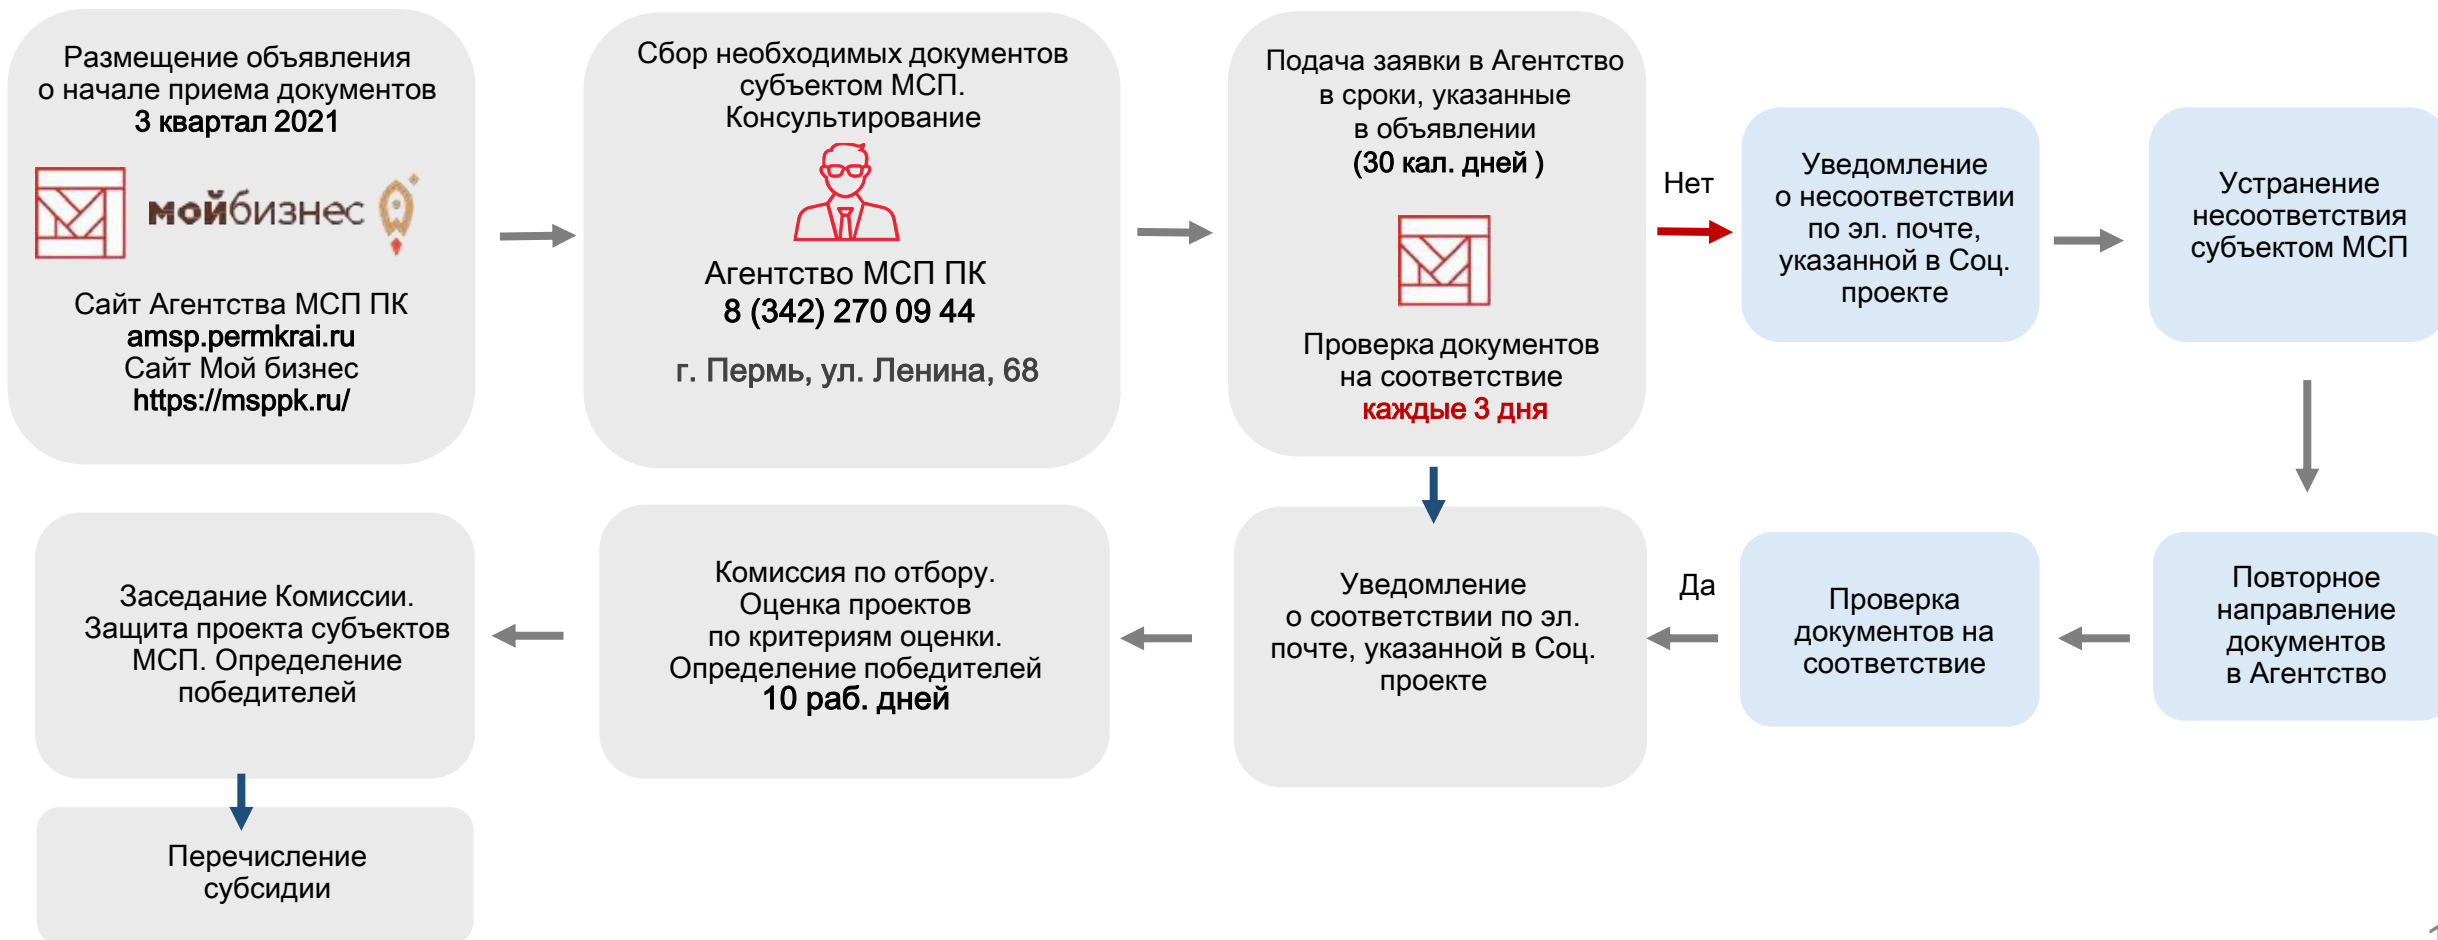 Размещение объявления
о начале приема документов
3 квартал 2021
мойбизнес
Сайт Агентства МСП ПК
amsp.permkrai.ru
Сайт Мой бизнес
https://msppk.ru/
Сбор необходимых документов
субъектом МСП.
Консультирование
Агентство МСП ПК
8 (342) 270 09 44
г. Пермь, ул. Ленина, 68
Подача заявки в Агентство
в сроки, указанные
в объявлении
(30 кал. дней )
Проверка документов
на соответствие
каждые 3 дня
Нет
Уведомление
о несоответствии
по эл. почте,
указанной в Соц.
проекте
Устранение
несоответствия
субъектом МСП
Повторное
направление
документов
в Агентство
Проверка
документов на
соответствие
Да
Уведомление
о соответствии по эл.
почте, указанной в Соц.
проекте
Комиссия по отбору.
Оценка проектов
по критериям оценки.
Определение победителей
10 раб. дней
Заседание Комиссии.
Защита проекта субъектов
МСП. Определение
победителей
Перечисление
субсидии